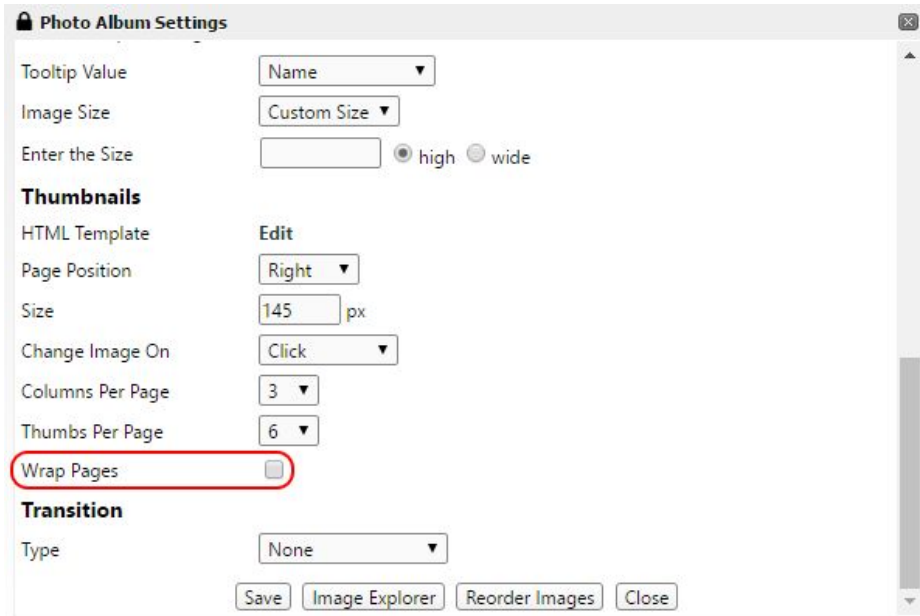 Photo Album Settings
Tooltip Value Name
Image Size Custom Size
Enter the Size high wide
Thumbnails
HTML Template Edit
Page Position Right
Size 145 px
Change Image On Click
Columns Per Page 3
Thumbs Per Page 6
Wrap Pages
Transition
Type None
Save Image Explorer Reorder Images Close